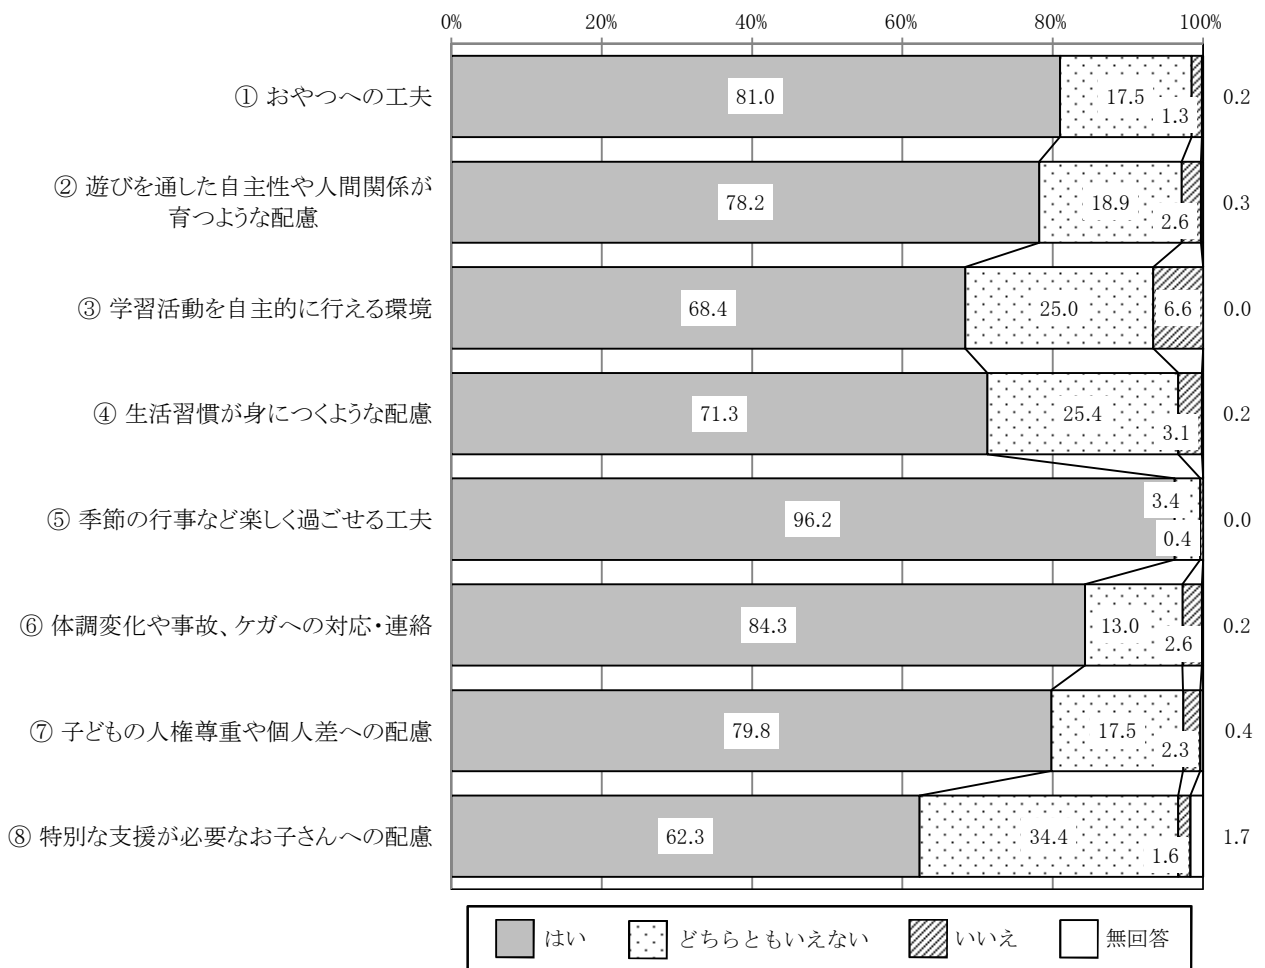 0% 20% 40% 60% 80% 100%
① おやつへの工夫 81.0 17.5 1.3 0.2
② 遊びを通した自主性や人間関係が
育つような配慮 78.2 18.9 2.6 0.3
③ 学習活動を自主的に行える環境 68.4 25.0 6.6 0.0
④ 生活習慣が身につくような配慮 71.3 25.4 3.1 0.2
⑤ 季節の行事など楽しく過ごせる工夫 96.2 3.4 0.4 0.0
⑥ 体調変化や事故、ケガへの対応・連絡 84.3 13.0 2.6 0.2
⑦ 子どもの人権尊重や個人差への配慮 79.8 17.5 2.3 0.4
⑧ 特別な支援が必要なお子さんへの配慮 62.3 34.4 1.6 1.7
はい どちらともいえない いいえ 無回答